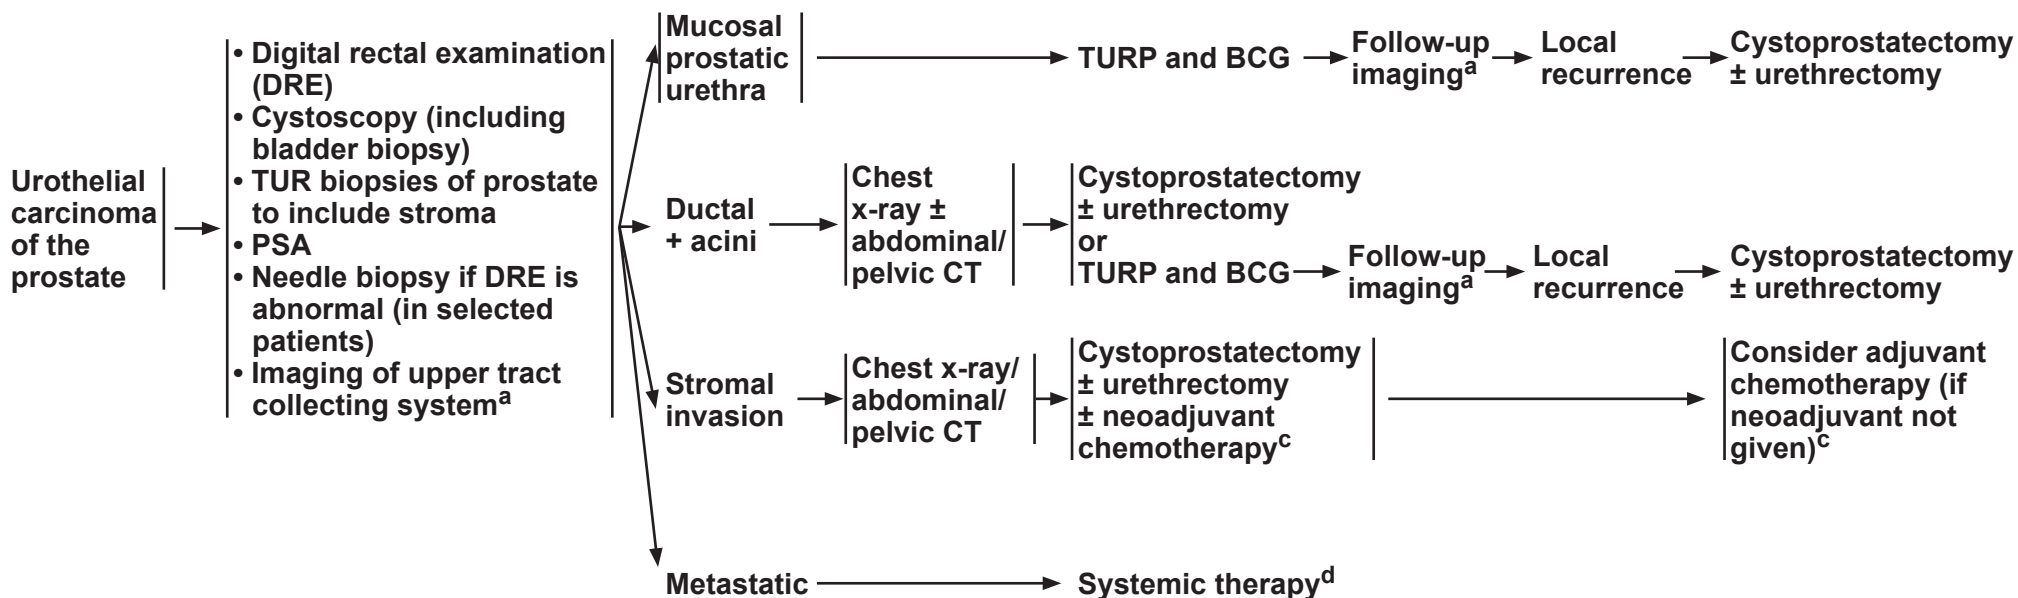 Urothelial
carcinoma
of the
prostate
• Digital rectal examination
(DRE)
• Cystoscopy (including
bladder biopsy)
• TUR biopsies of prostate
to include stroma
• PSA
• Needle biopsy if DRE is
abnormal (in selected
patients)
• Imaging of upper tract
collecting systemᵃ
Mucosal
prostatic
urethra
TURP and BCG
Follow-up
imagingᵃ
Local
recurrence
Cystoprostatectomy
± urethrectomy
Ductal
+ acini
Chest
x-ray ±
abdominal/
pelvic CT
Cystoprostatectomy
± urethrectomy
or
TURP and BCG
Follow-up
imagingᵃ
Local
recurrence
Cystoprostatectomy
± urethrectomy
Stromal
invasion
Chest x-ray/
abdominal/
pelvic CT
Cystoprostatectomy
± urethrectomy
± neoadjuvant
chemotherapyᶜ
Consider adjuvant
chemotherapy (if
neoadjuvant not
given)ᶜ
Metastatic
Systemic therapyᵈ